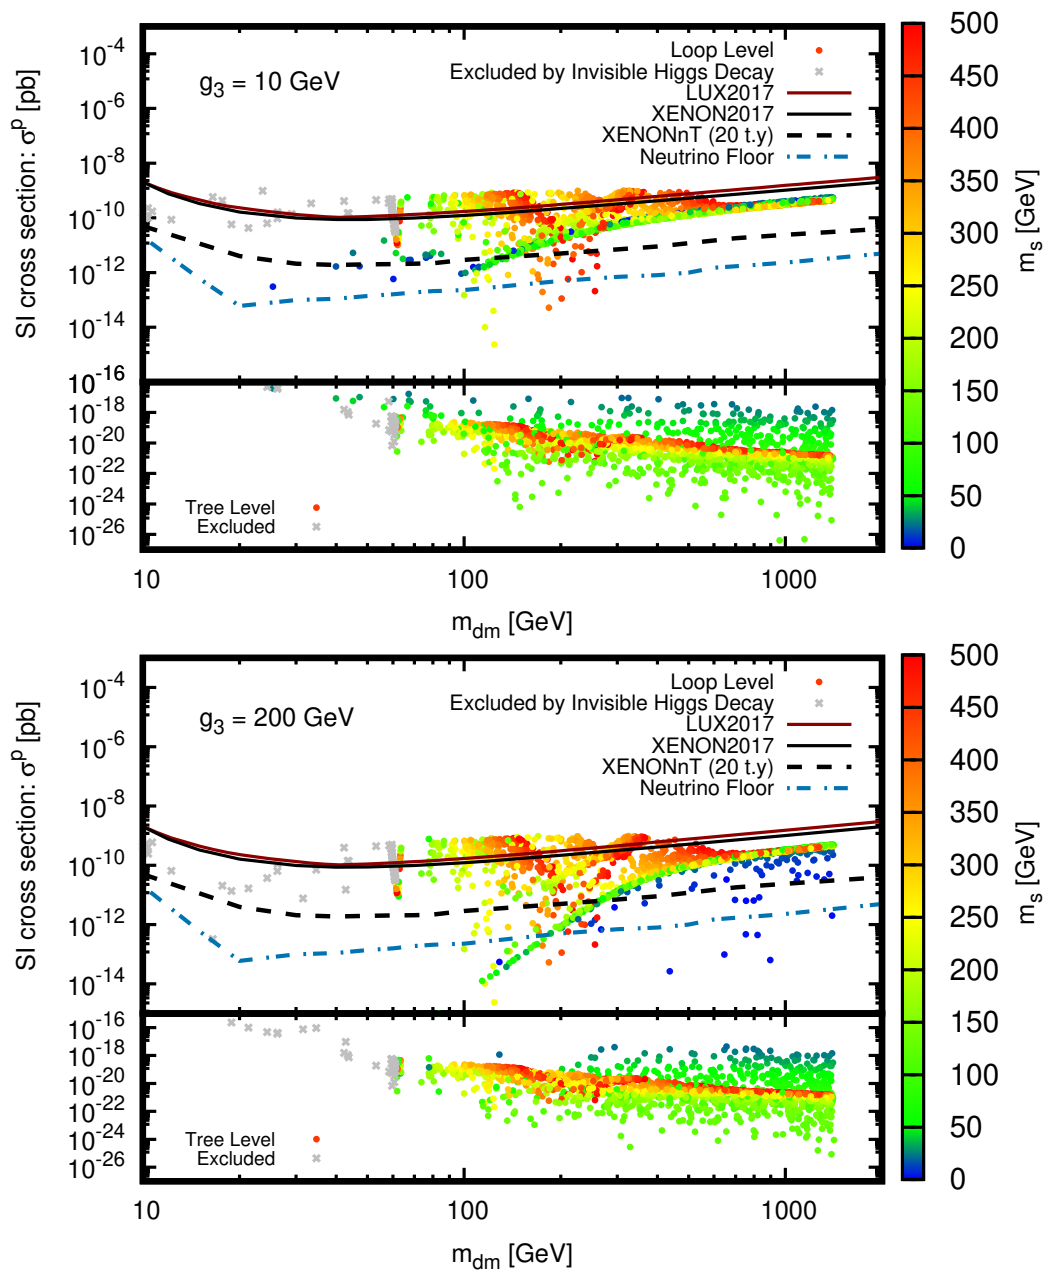 10^-4
10^-6
10^-8
10^-10
10^-12
10^-14
10^-16
SI cross section: σ^p [pb]
g_3 = 10 GeV
Loop Level
Excluded by Invisible Higgs Decay
LUX2017
XENON2017
XENONnT (20 t.y)
Neutrino Floor
10^-18
10^-20
10^-22
10^-24
10^-26
Tree Level
Excluded
10 100 1000
m_dm [GeV]
500
450
400
350
300
250
200
150
100
50
0
m_s [GeV]
10^-4
10^-6
10^-8
10^-10
10^-12
10^-14
10^-16
SI cross section: σ^p [pb]
g_3 = 200 GeV
Loop Level
Excluded by Invisible Higgs Decay
LUX2017
XENON2017
XENONnT (20 t.y)
Neutrino Floor
10^-18
10^-20
10^-22
10^-24
10^-26
Tree Level
Excluded
10 100 1000
m_dm [GeV]
500
450
400
350
300
250
200
150
100
50
0
m_s [GeV]